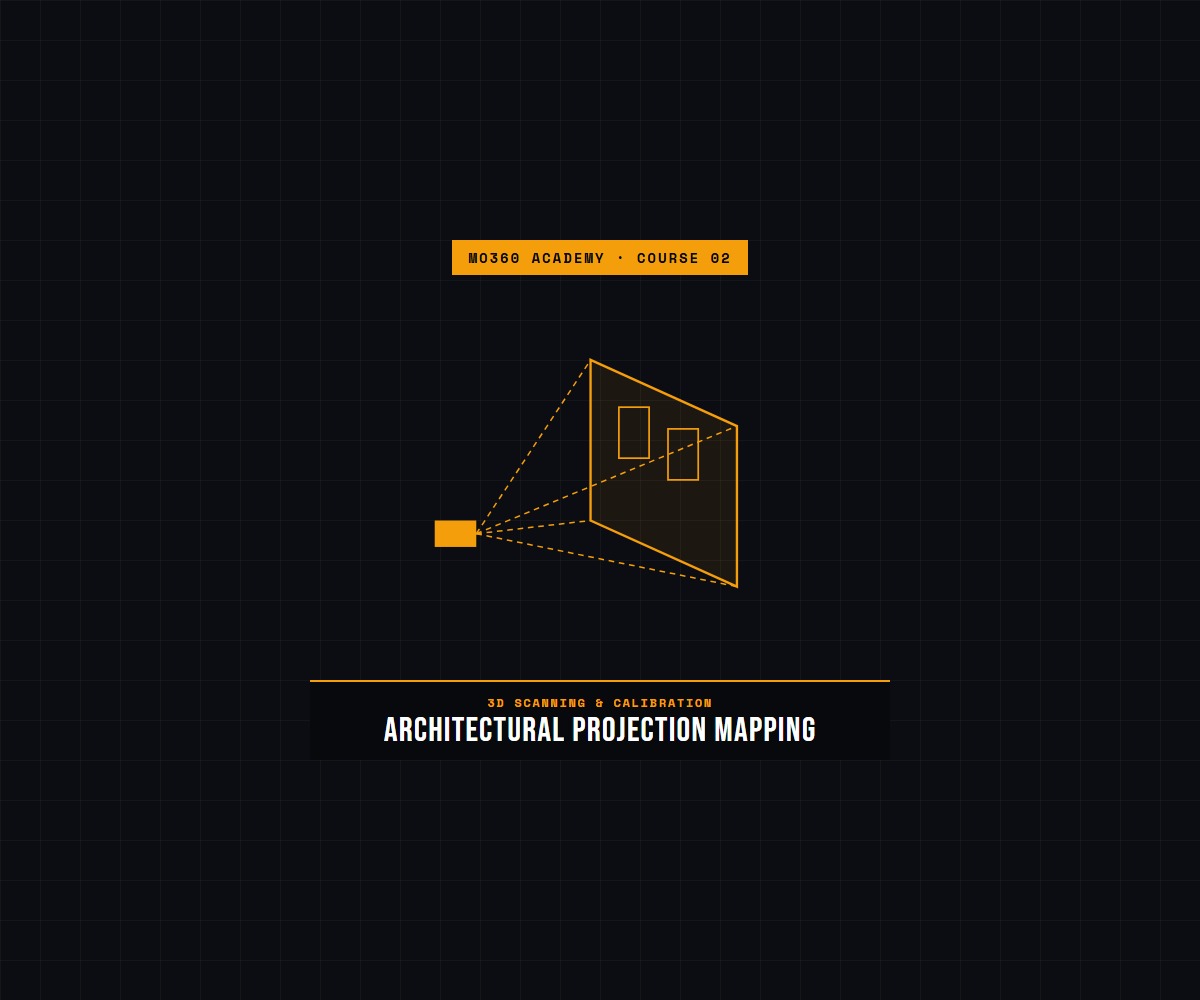 MO360 ACADEMY · COURSE 02
3D SCANNING & CALIBRATION
ARCHITECTURAL PROJECTION MAPPING